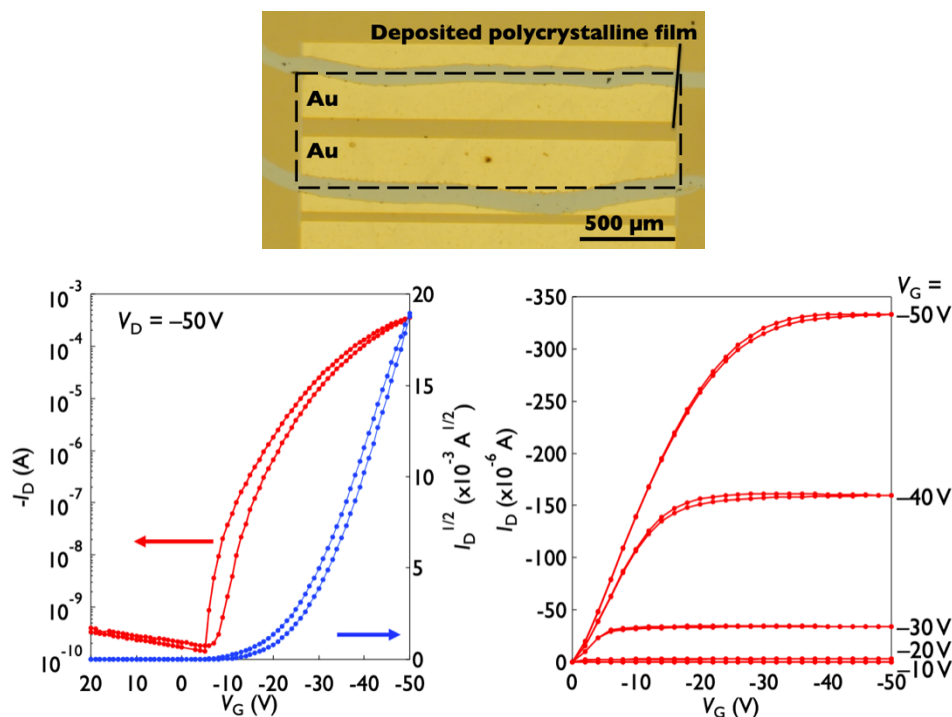 Deposited polycrystalline film
Au
Au
500 μm
10⁻³
10⁻⁴
10⁻⁵
10⁻⁶
10⁻⁷
10⁻⁸
10⁻⁹
10⁻¹⁰
-I_D (A)
V_D = –50 V
20
15
10
5
0
I_D^1/2 (x10⁻³ A^1/2)
20 10 0 -10 -20 -30 -40 -50
V_G (V)
-350
-300
-250
-200
-150
-100
-50
0
I_D (x10⁻⁶ A)
V_G =
–50 V
–40 V
–30 V
–20 V
–10 V
0 -10 -20 -30 -40 -50
V_G (V)